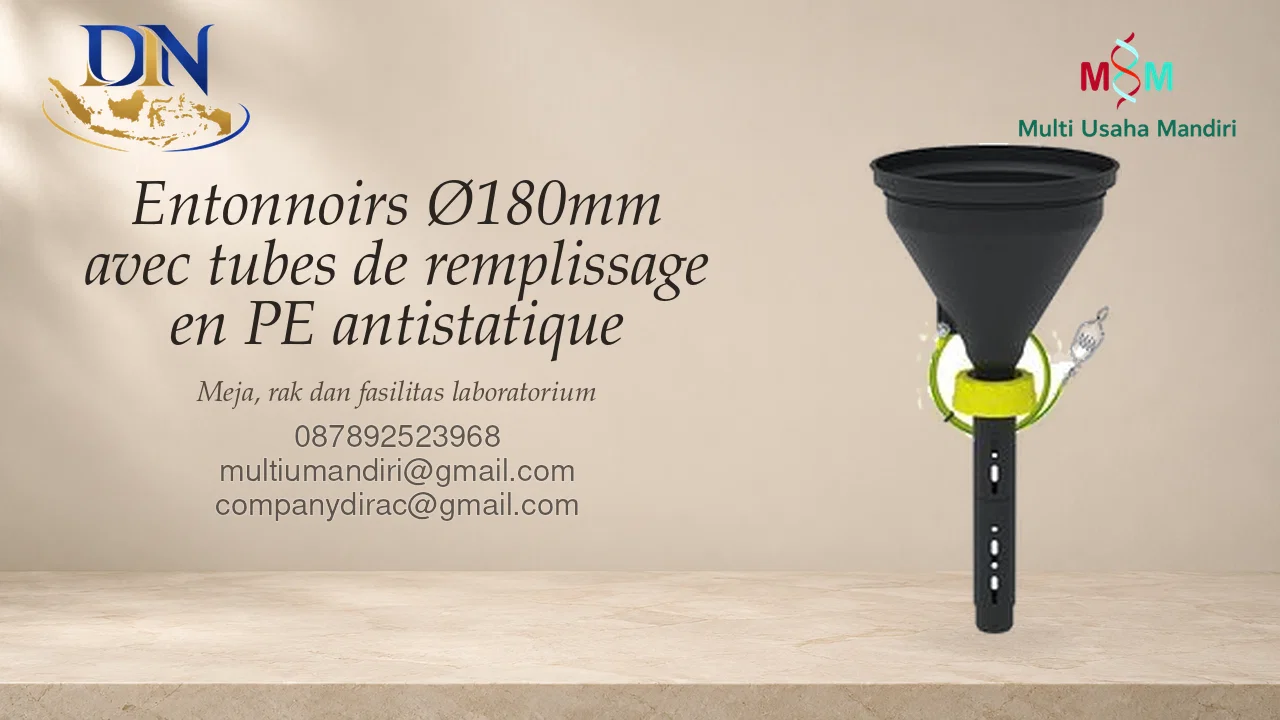 DN
M M
Multi Usaha Mandiri
Entonnoirs Ø180mm
avec tubes de remplissage
en PE antistatique
Meja, rak dan fasilitas laboratorium
087892523968
multiumandiri@gmail.com
companydirac@gmail.com